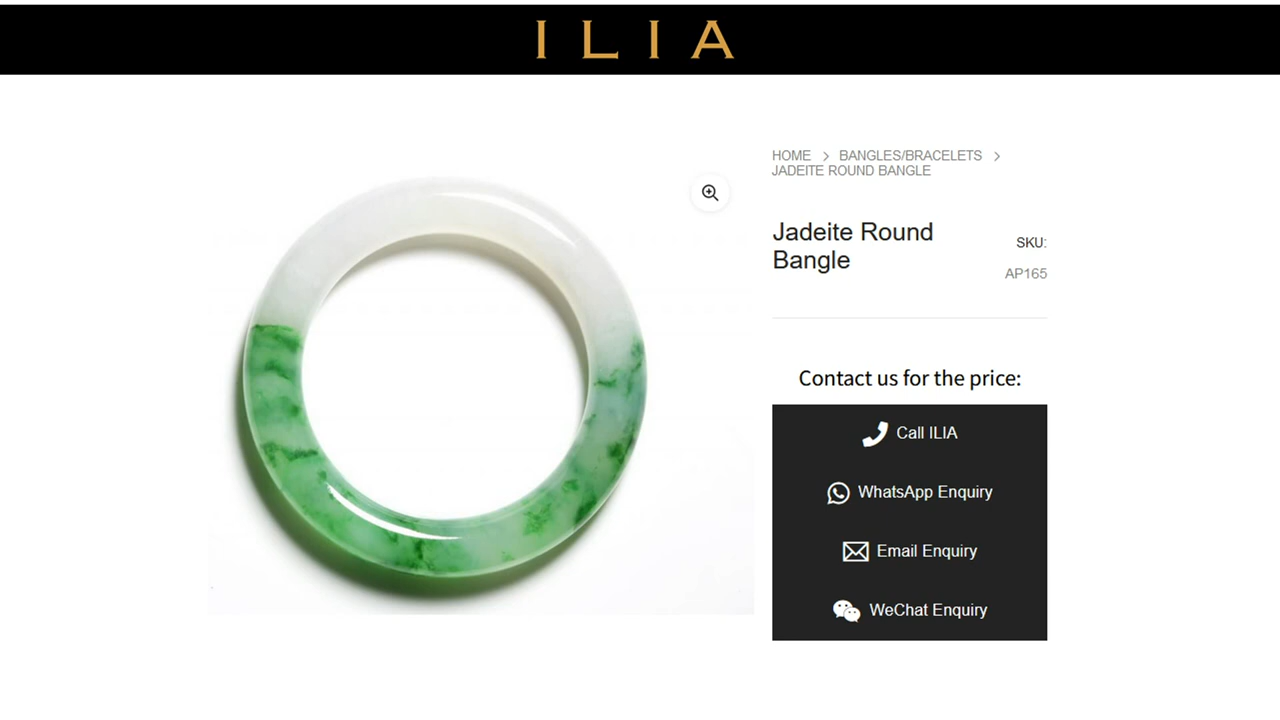 ILIA
HOME > BANGLES/BRACELETS >
JADEITE ROUND BANGLE
Jadeite Round
Bangle
SKU:
AP165
Contact us for the price:
Call ILIA
WhatsApp Enquiry
Email Enquiry
WeChat Enquiry